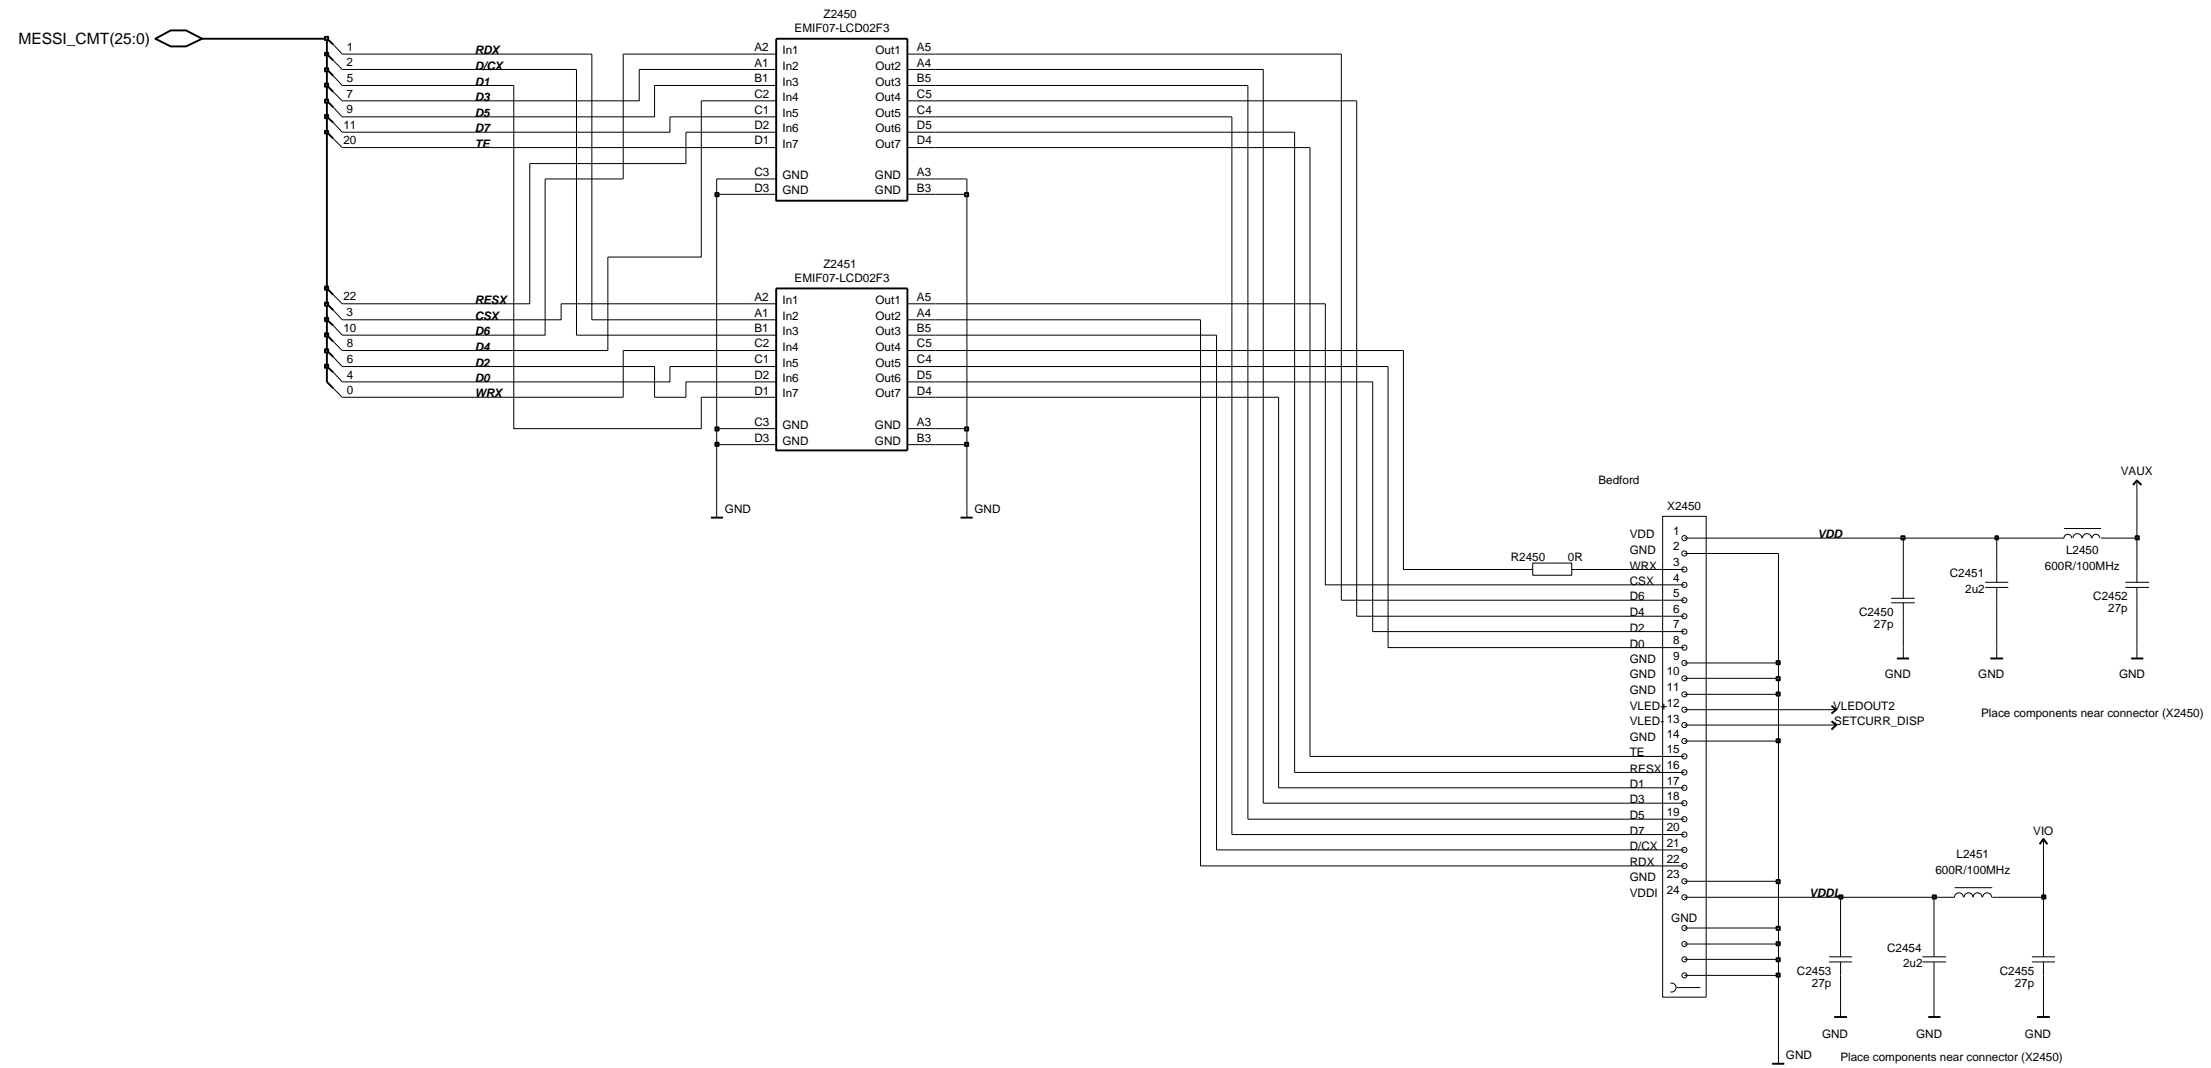 MESSI_CMT(25:0)
1 RDX
2 D/CX
5 D1
7 D3
9 D5
11 D7
20 TE
22 RESX
3 CSX
10 D6
8 D4
6 D2
4 D0
0 WRX
Z2450
EMIF07-LCD02F3
A2 In1 Out1 A5
A1 In2 Out2 A4
B1 In3 Out3 B5
C2 In4 Out4 C5
C1 In5 Out5 C4
D2 In6 Out6 D5
D1 In7 Out7 D4
C3 GND GND A3
D3 GND GND B3
Z2451
EMIF07-LCD02F3
A2 In1 Out1 A5
A1 In2 Out2 A4
B1 In3 Out3 B5
C2 In4 Out4 C5
C1 In5 Out5 C4
D2 In6 Out6 D5
D1 In7 Out7 D4
C3 GND GND A3
D3 GND GND B3
GND
GND
Bedford
X2450
R2450 0R
VDD 1
GND 2
WRX 3
CSX 4
D6 5
D4 6
D2 7
D0 8
GND 9
GND 10
GND 11
VLED+ 12
VLED- 13
GND 14
TE 15
RESX 16
D1 17
D3 18
D5 19
D7 20
D/CX 21
RDX 22
GND 23
VDDI 24
GND
GND
VDD
VAUX
L2450
600R/100MHz
C2450
27p
C2451
2u2
C2452
27p
GND
GND
GND
VLEDOUT2
SETCURR_DISP
Place components near connector (X2450)
VIO
L2451
600R/100MHz
VDDI
C2453
27p
C2454
2u2
C2455
27p
GND
GND
GND
Place components near connector (X2450)